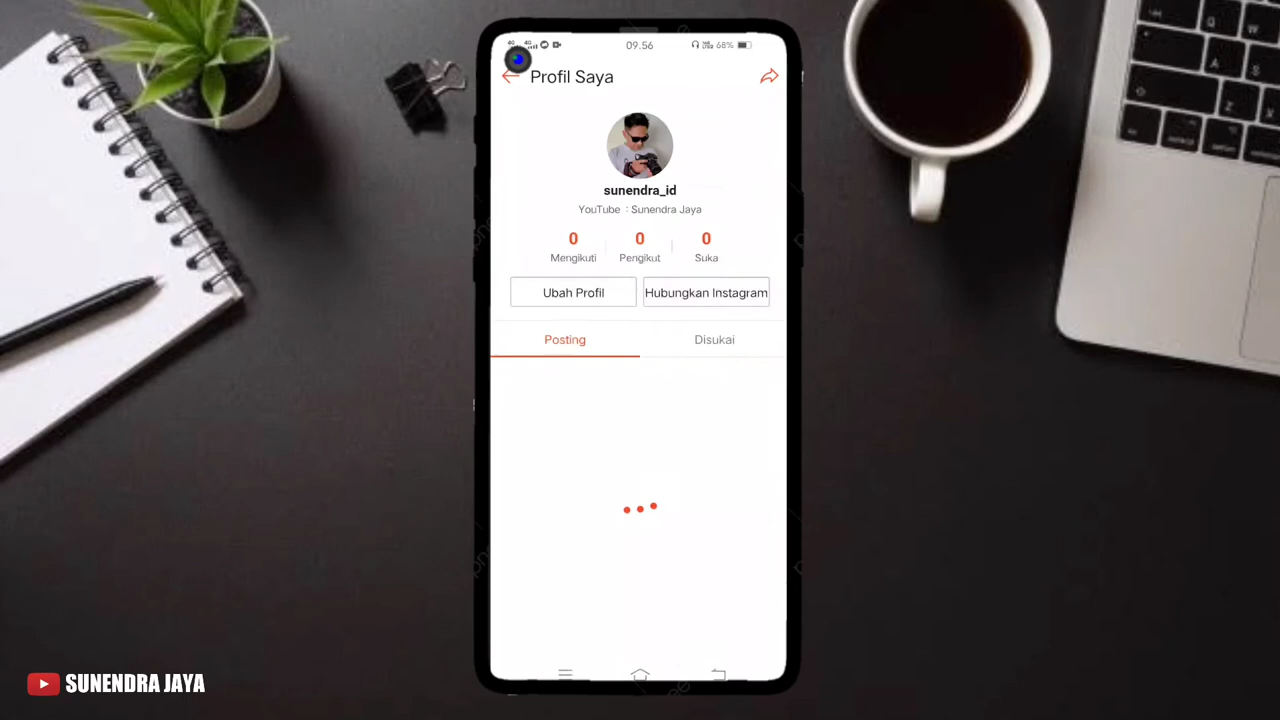 09.56
68%
Profil Saya
sunendra_id
YouTube : Sunendra Jaya
0 0 0
Mengikuti Pengikut Suka
Ubah Profil Hubungkan Instagram
Posting Disukai
SUNENDRA JAYA